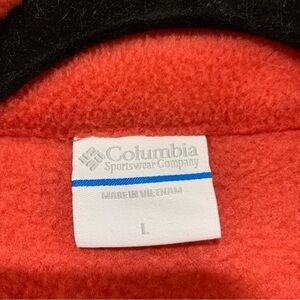 Columbia
Sportswear Company
MADE IN VIETNAM
L